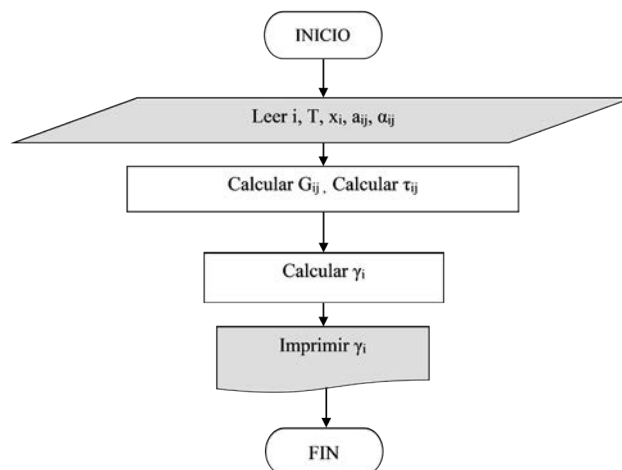 INICIO
Leer i, T, xᵢ, aᵢⱼ, αᵢⱼ
Calcular Gᵢⱼ . Calcular τᵢⱼ
Calcular γᵢ
Imprimir γᵢ
FIN